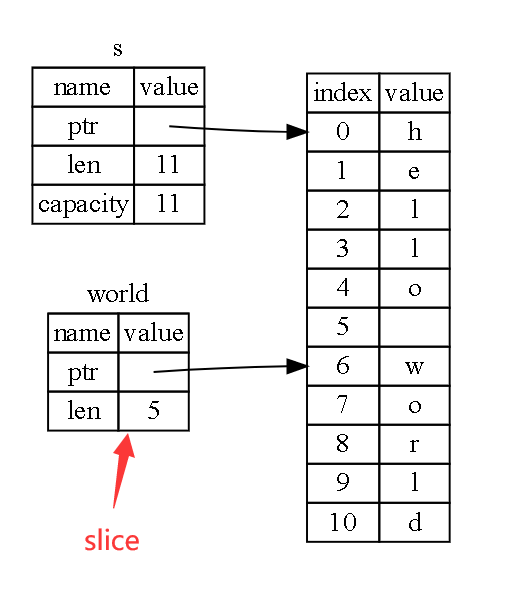 s
name value
ptr
len 11
capacity 11
world
name value
ptr
len 5
slice
index value
0 h
1 e
2 l
3 l
4 o
5
6 w
7 o
8 r
9 l
10 d